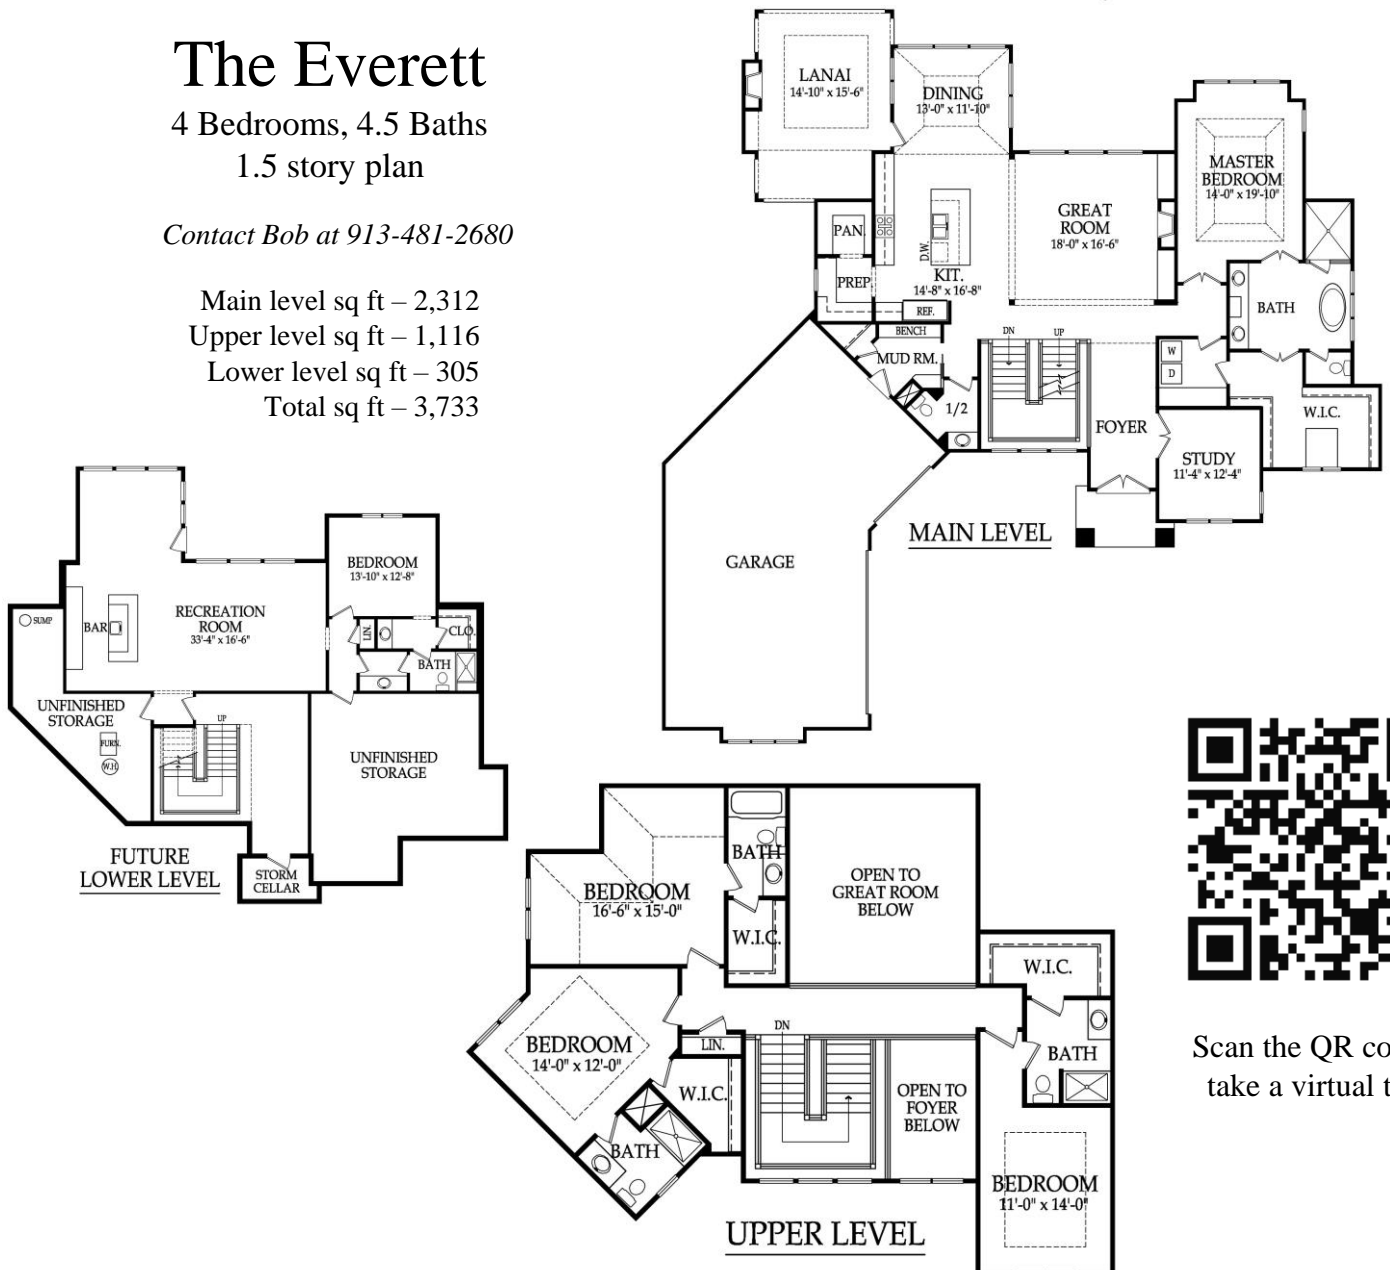 The Everett
4 Bedrooms, 4.5 Baths
1.5 story plan
Contact Bob at 913-481-2680
Main level sq ft – 2,312
Upper level sq ft – 1,116
Lower level sq ft – 305
Total sq ft – 3,733
LANAI
14'-10" x 15'-6"
DINING
13'-0" x 11'-10"
MASTER
BEDROOM
14'-0" x 19'-10"
GREAT
ROOM
18'-0" x 16'-6"
PAN.
PREP
D.W.
KIT.
14'-8" x 16'-8"
REF.
BENCH
MUD RM.
1/2
DN
UP
BATH
W
D
W.I.C.
FOYER
STUDY
11'-4" x 12'-4"
GARAGE
MAIN LEVEL
BEDROOM
13'-10" x 12'-8"
RECREATION
ROOM
33'-4" x 16'-6"
SUMP
BAR
LIN.
CLO.
BATH
UNFINISHED
STORAGE
FURN.
W.H.
UP
UNFINISHED
STORAGE
STORM
CELLAR
FUTURE
LOWER LEVEL
BEDROOM
16'-6" x 15'-0"
BATH
W.I.C.
OPEN TO
GREAT ROOM
BELOW
W.I.C.
BEDROOM
14'-0" x 12'-0"
LIN.
DN
W.I.C.
BATH
OPEN TO
FOYER
BELOW
BATH
BEDROOM
11'-0" x 14'-0"
UPPER LEVEL
Scan the QR co
take a virtual t